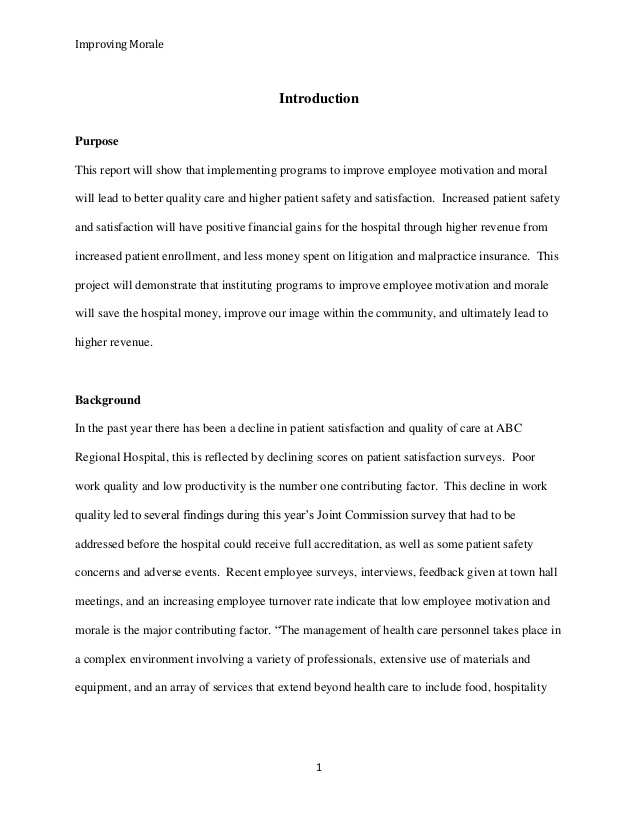 Improving Morale
Introduction
Purpose
This report will show that implementing programs to improve employee motivation and moral
will lead to better quality care and higher patient safety and satisfaction.  Increased patient safety
and satisfaction will have positive financial gains for the hospital through higher revenue from
increased patient enrollment, and less money spent on litigation and malpractice insurance.  This
project will demonstrate that instituting programs to improve employee motivation and morale
will save the hospital money, improve our image within the community, and ultimately lead to
higher revenue.
Background
In the past year there has been a decline in patient satisfaction and quality of care at ABC
Regional Hospital, this is reflected by declining scores on patient satisfaction surveys.  Poor
work quality and low productivity is the number one contributing factor.  This decline in work
quality led to several findings during this year’s Joint Commission survey that had to be
addressed before the hospital could receive full accreditation, as well as some patient safety
concerns and adverse events.  Recent employee surveys, interviews, feedback given at town hall
meetings, and an increasing employee turnover rate indicate that low employee motivation and
morale is the major contributing factor. “The management of health care personnel takes place in
a complex environment involving a variety of professionals, extensive use of materials and
equipment, and an array of services that extend beyond health care to include food, hospitality
1